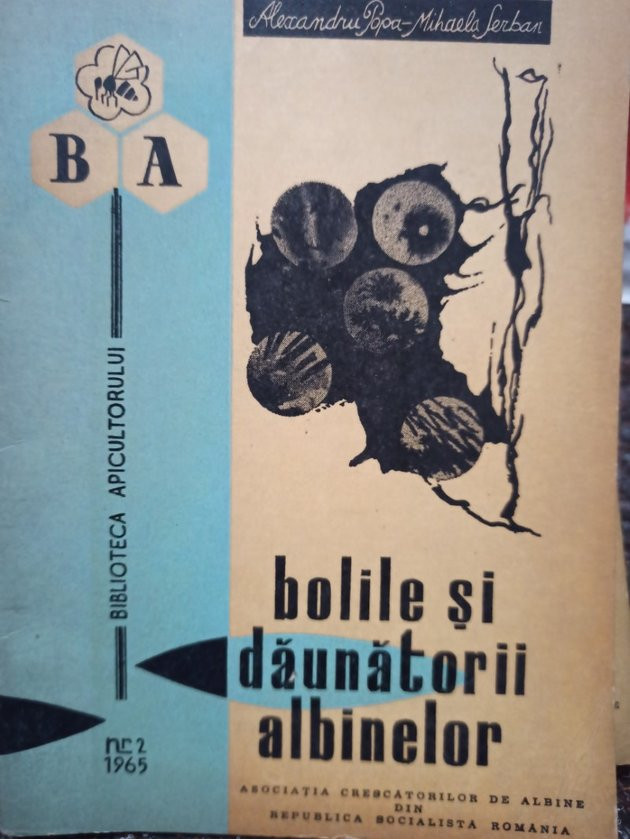 Alexandru Popa-Mihaela Serban
B A
BIBLIOTECA APICULTORULUI
bolile și
dăunătorii
albinelor
nr 2
1965
ASOCIAȚIA CRESCĂTORILOR DE ALBINE
DIN
REPUBLICA SOCIALISTĂ ROMÂNIA